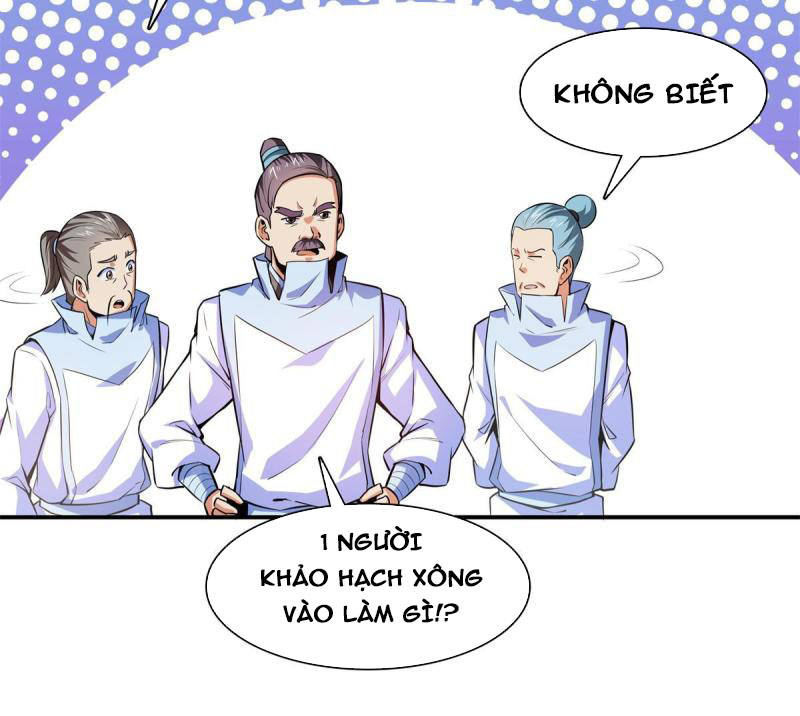 KHÔNG BIẾT
1 NGƯỜI
KHẢO HẠCH XÔNG
VÀO LÀM GÌ!?